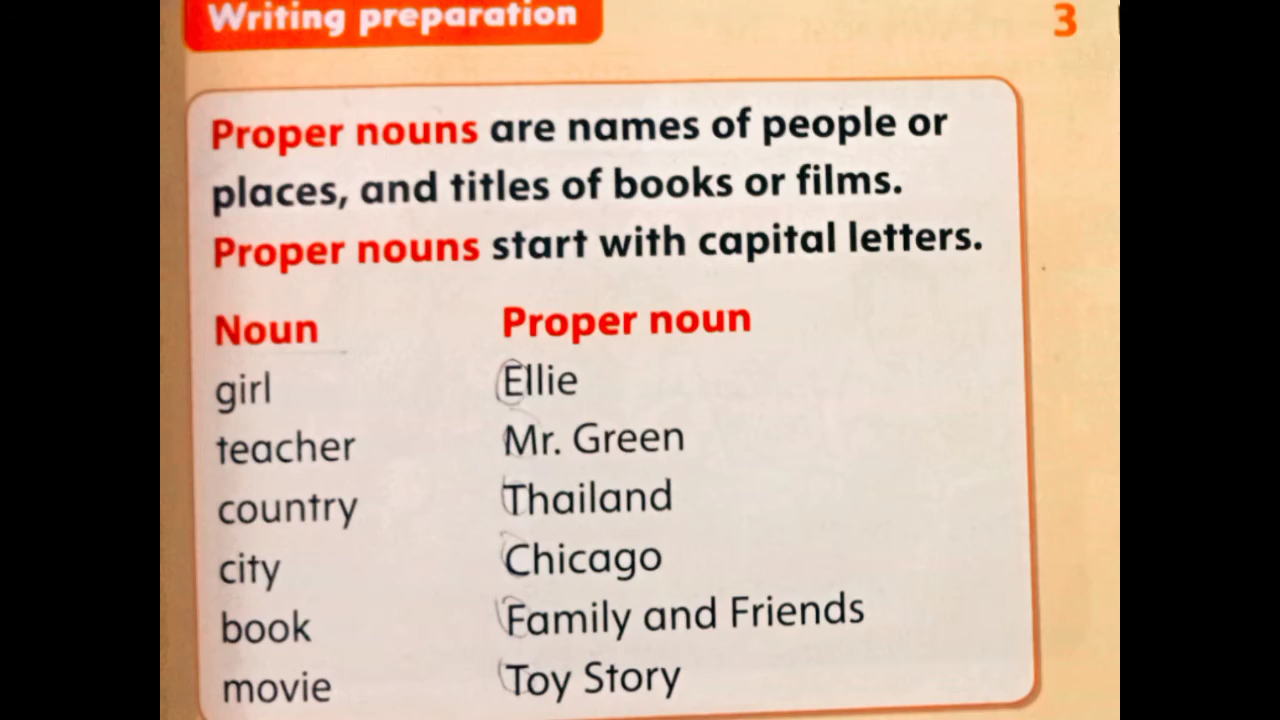 Writing preparation 3
Proper nouns are names of people or
places, and titles of books or films.
Proper nouns start with capital letters.
Noun Proper noun
girl Ellie
teacher Mr. Green
country Thailand
city Chicago
book Family and Friends
movie Toy Story